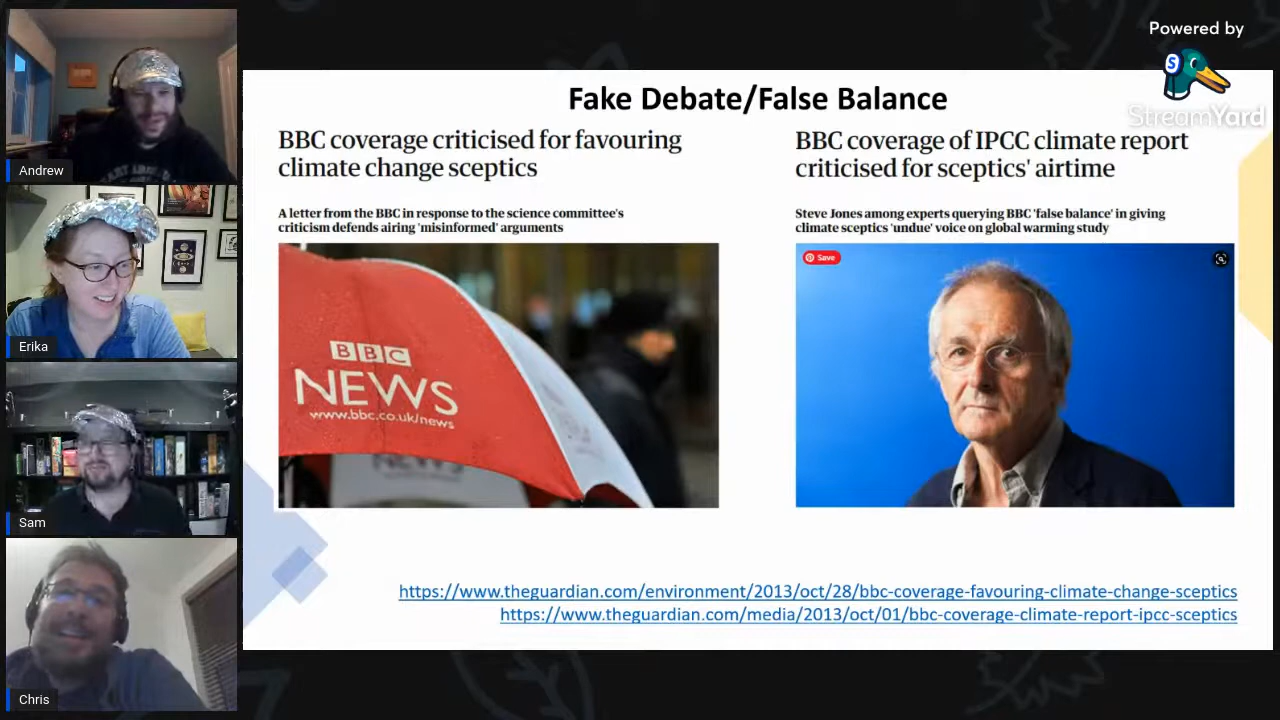 Powered by
S
StreamYard
Fake Debate/False Balance
BBC coverage criticised for favouring
climate change sceptics
A letter from the BBC in response to the science committee's
criticism defends airing 'misinformed' arguments
BBC
NEWS
www.bbc.co.uk/news
NEWS
BBC coverage of IPCC climate report
criticised for sceptics' airtime
Steve Jones among experts querying BBC 'false balance' in giving
climate sceptics 'undue' voice on global warming study
Save
https://www.theguardian.com/environment/2013/oct/28/bbc-coverage-favouring-climate-change-sceptics
https://www.theguardian.com/media/2013/oct/01/bbc-coverage-climate-report-ipcc-sceptics
Andrew
Erika
Sam
Chris